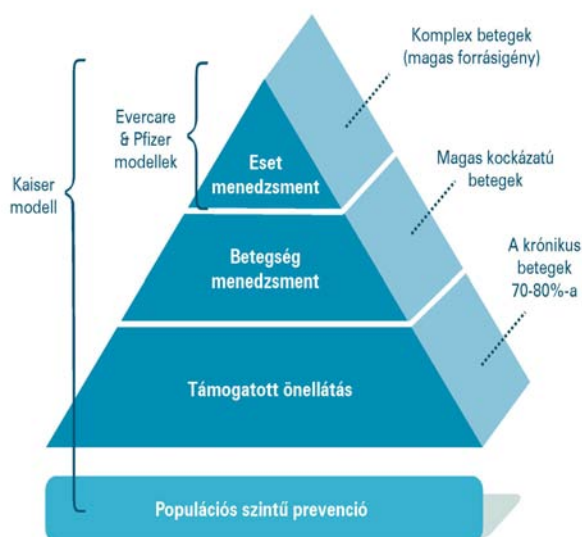 Komplex betegek
(magas forrásigény)
Evercare
& Pfizer
modellek
Eset
menedzsment
Magas kockázatú
betegek
Kaiser
modell
Betegség
menedzsment
A krónikus
betegek
70-80%-a
Támogatott önellátás
Populációs szintű prevenció